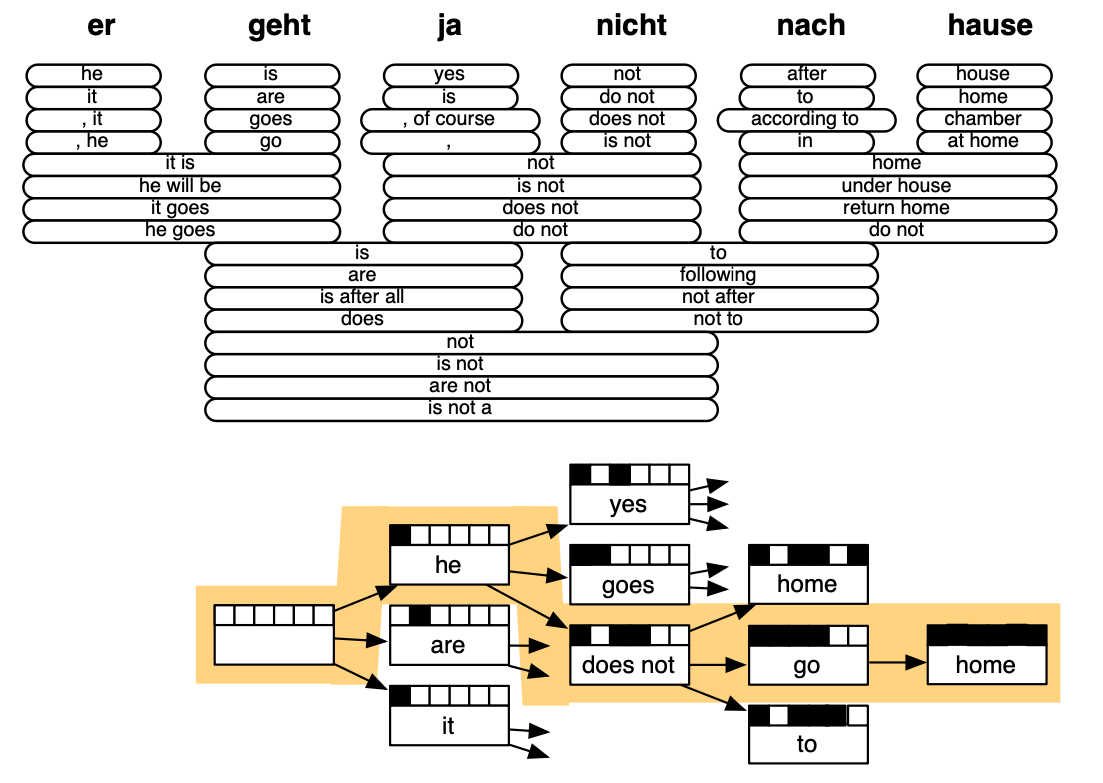 er geht ja nicht nach hause
he is yes not after house
it are is do not to home
, it goes , of course does not according to chamber
, he go , is not in at home
it is not home
he will be is not under house
it goes does not return home
he goes do not do not
is to
are following
is after all not after
does not to
not
is not
are not
is not a
yes
he goes home
are does not go home
it to